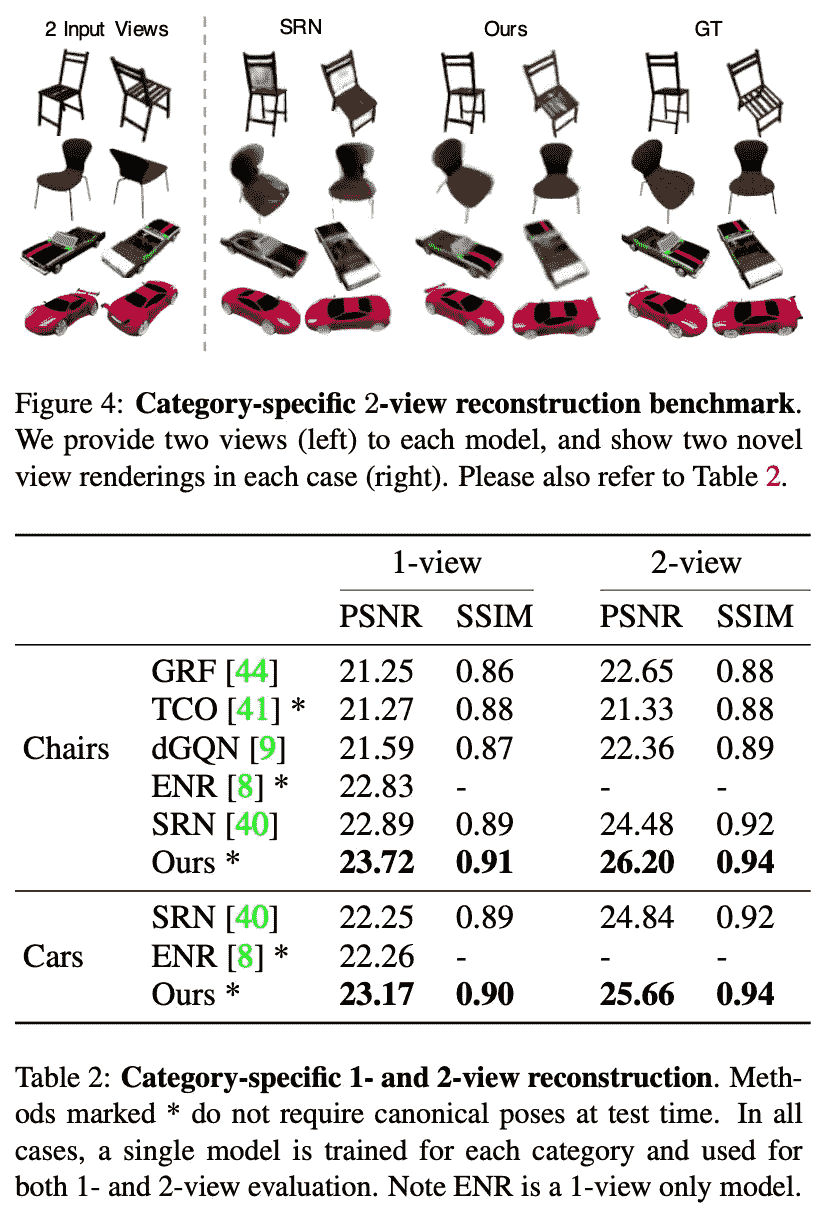 2 Input Views SRN Ours GT
Figure 4: Category-specific 2-view reconstruction benchmark.
We provide two views (left) to each model, and show two novel
view renderings in each case (right). Please also refer to Table 2.
1-view 2-view
PSNR SSIM PSNR SSIM
GRF [44] 21.25 0.86 22.65 0.88
TCO [41] * 21.27 0.88 21.33 0.88
Chairs dGQN [9] 21.59 0.87 22.36 0.89
ENR [8] * 22.83 - - -
SRN [40] 22.89 0.89 24.48 0.92
Ours * 23.72 0.91 26.20 0.94
SRN [40] 22.25 0.89 24.84 0.92
Cars ENR [8] * 22.26 - - -
Ours * 23.17 0.90 25.66 0.94
Table 2: Category-specific 1- and 2-view reconstruction. Meth-
ods marked * do not require canonical poses at test time. In all
cases, a single model is trained for each category and used for
both 1- and 2-view evaluation. Note ENR is a 1-view only model.